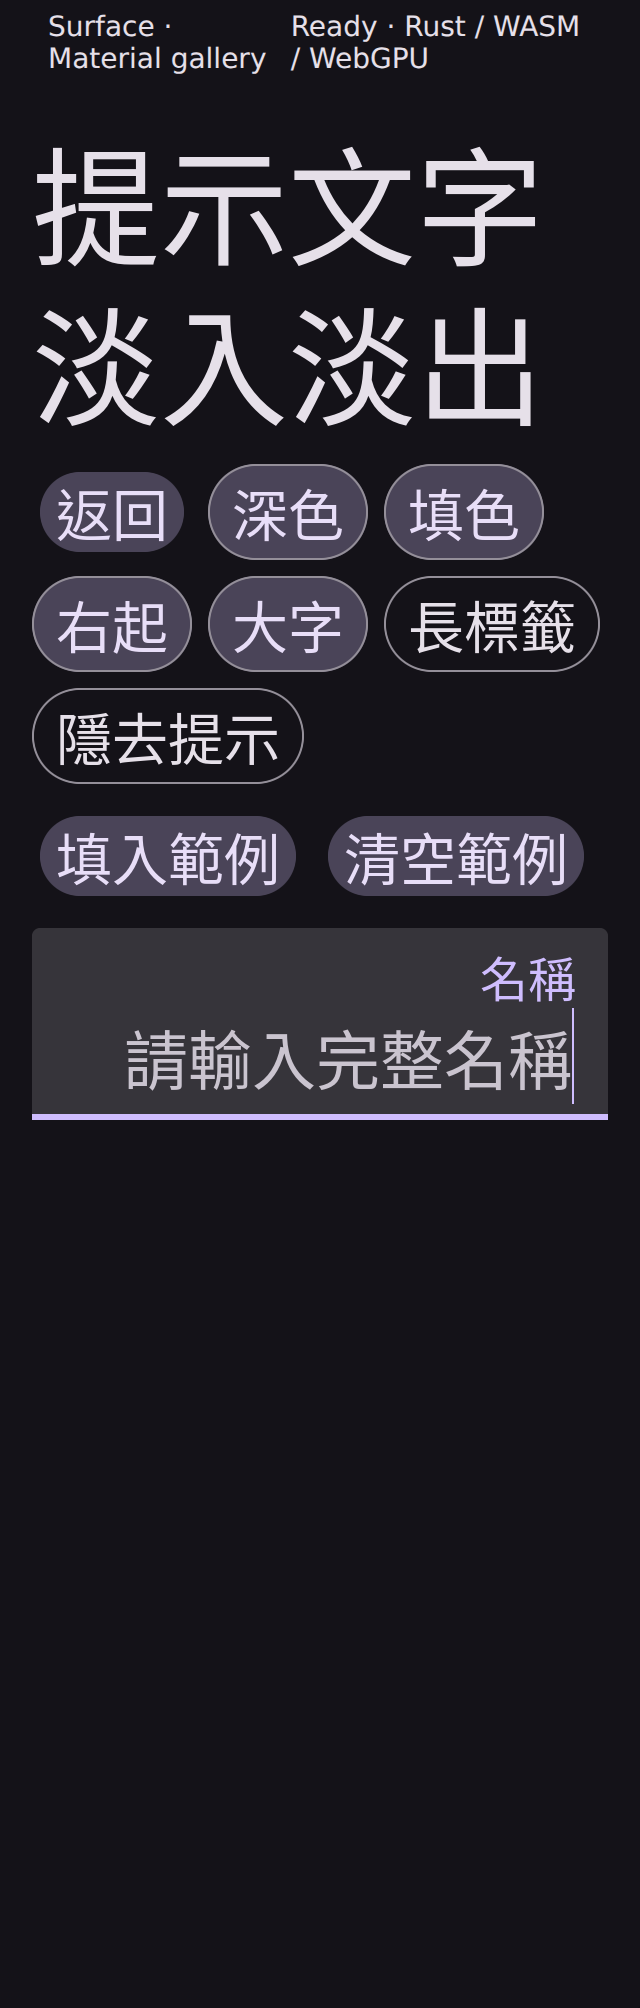 Surface ·
Material gallery
Ready · Rust / WASM
/ WebGPU
提示文字
淡入淡出
返回
深色
填色
右起
大字
長標籤
隱去提示
填入範例
清空範例
名稱
請輸入完整名稱